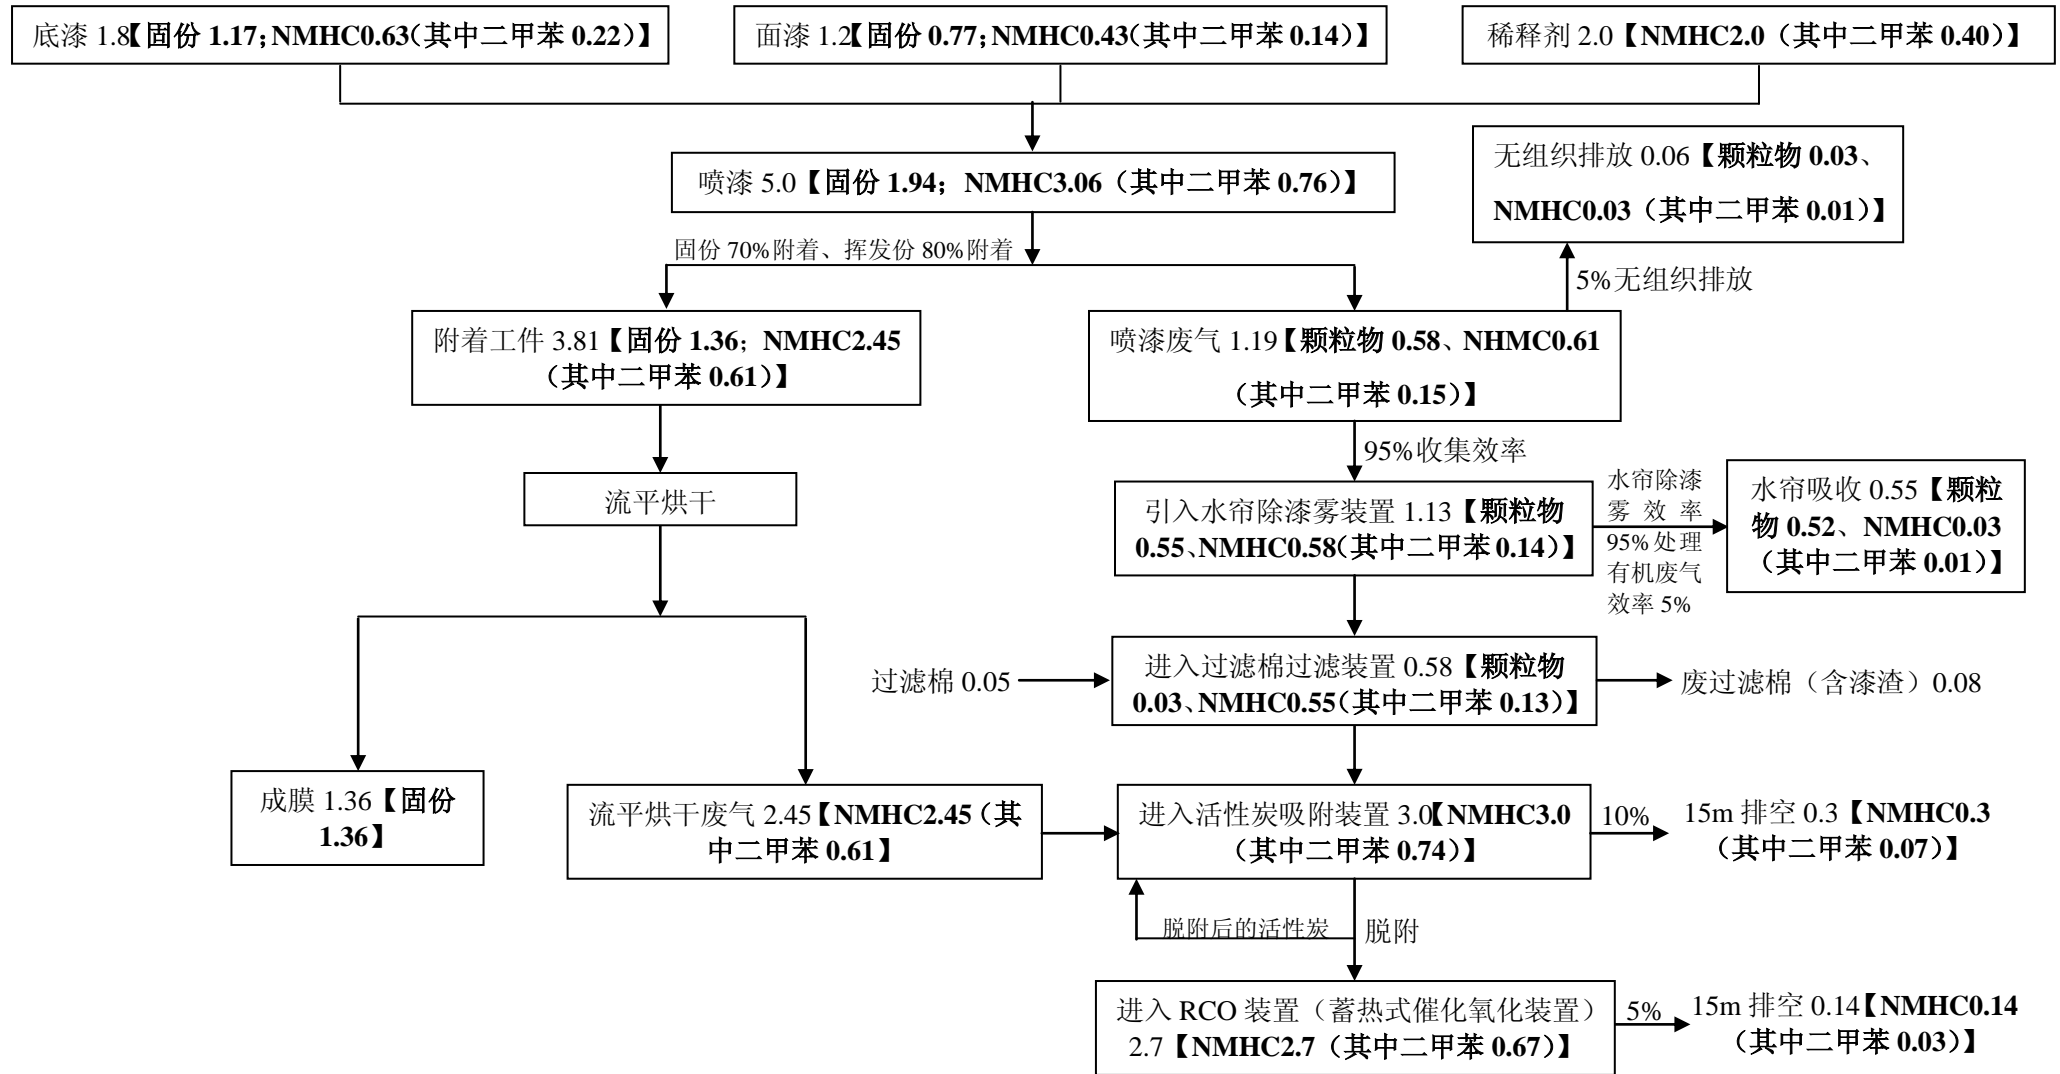 底漆 1.8【固份 1.17；NMHC0.63(其中二甲苯 0.22)】
面漆 1.2【固份 0.77；NMHC0.43(其中二甲苯 0.14)】
稀释剂 2.0【NMHC2.0（其中二甲苯 0.40)】
喷漆 5.0【固份 1.94；NMHC3.06（其中二甲苯 0.76)】
无组织排放 0.06【颗粒物 0.03、
NMHC0.03（其中二甲苯 0.01)】
固份 70%附着、挥发份 80%附着
5%无组织排放
附着工件 3.81【固份 1.36；NMHC2.45
（其中二甲苯 0.61)】
喷漆废气 1.19【颗粒物 0.58、NHMC0.61
（其中二甲苯 0.15)】
95%收集效率
流平烘干
引入水帘除漆雾装置 1.13【颗粒物
0.55、NMHC0.58(其中二甲苯 0.14)】
水帘除漆
雾效率
95%处理
有机废气
效率 5%
水帘吸收 0.55【颗粒
物 0.52、NMHC0.03
（其中二甲苯 0.01)】
过滤棉 0.05
进入过滤棉过滤装置 0.58【颗粒物
0.03、NMHC0.55(其中二甲苯 0.13)】
废过滤棉（含漆渣）0.08
成膜 1.36【固份
1.36】
流平烘干废气 2.45【NMHC2.45（其
中二甲苯 0.61】
进入活性炭吸附装置 3.0【NMHC3.0
（其中二甲苯 0.74)】
10%
15m 排空 0.3【NMHC0.3
（其中二甲苯 0.07)】
脱附后的活性炭
脱附
进入 RCO 装置（蓄热式催化氧化装置）
2.7【NMHC2.7（其中二甲苯 0.67)】
5%
15m 排空 0.14【NMHC0.14
（其中二甲苯 0.03)】